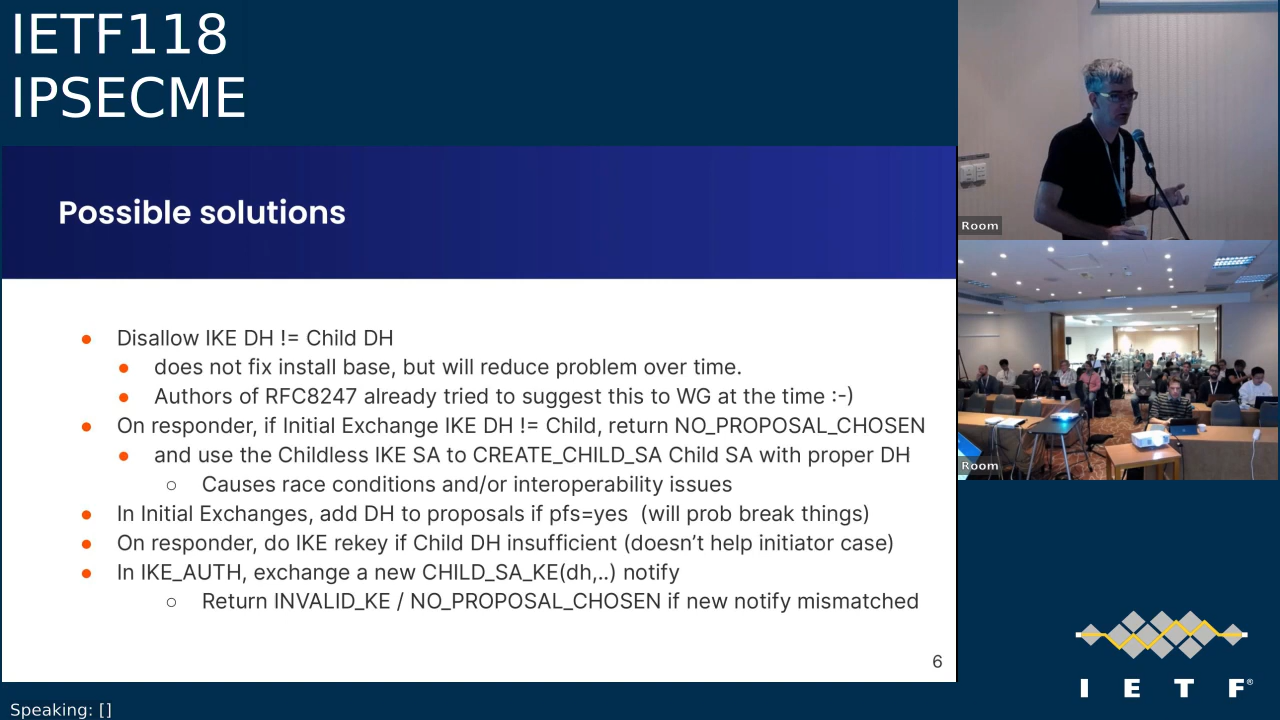 IETF118
IPSECME
Possible solutions
● Disallow IKE DH != Child DH
● does not fix install base, but will reduce problem over time.
● Authors of RFC8247 already tried to suggest this to WG at the time :-)
● On responder, if Initial Exchange IKE DH != Child, return NO_PROPOSAL_CHOSEN
● and use the Childless IKE SA to CREATE_CHILD_SA Child SA with proper DH
○ Causes race conditions and/or interoperability issues
● In Initial Exchanges, add DH to proposals if pfs=yes (will prob break things)
● On responder, do IKE rekey if Child DH insufficient (doesn’t help initiator case)
● In IKE_AUTH, exchange a new CHILD_SA_KE(dh,..) notify
○ Return INVALID_KE / NO_PROPOSAL_CHOSEN if new notify mismatched
6
Room
Room
I E T F®
Speaking: []